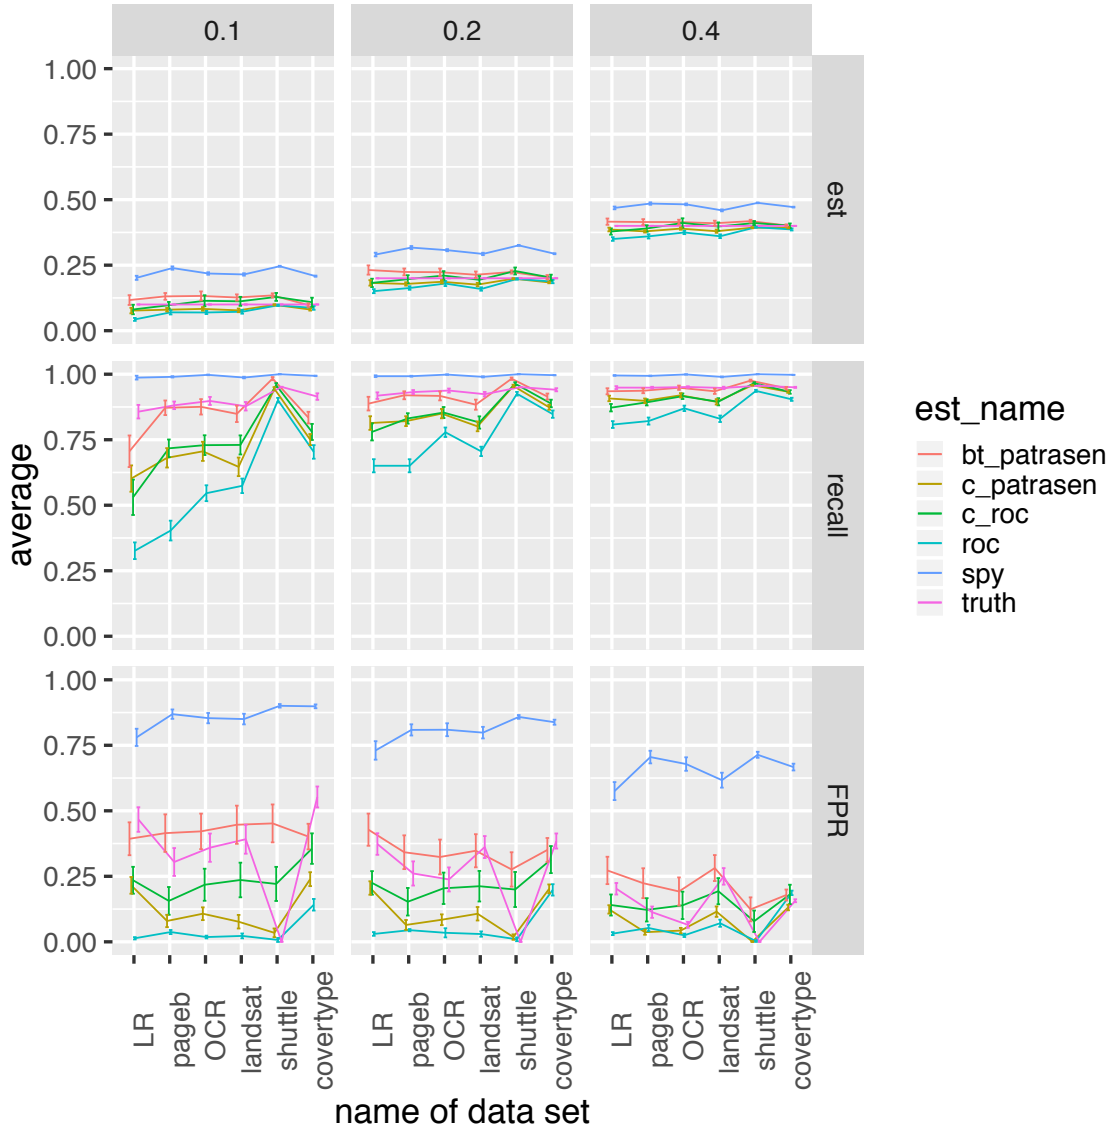 0.1 0.2 0.4
1.00
0.75
0.50
0.25
0.00
est
1.00
0.75
0.50
0.25
0.00
recall
1.00
0.75
0.50
0.25
0.00
FPR
average
LR pageb OCR landsat shuttle covertype LR pageb OCR landsat shuttle covertype LR pageb OCR landsat shuttle covertype
name of data set
est_name
bt_patrasen
c_patrasen
c_roc
roc
spy
truth